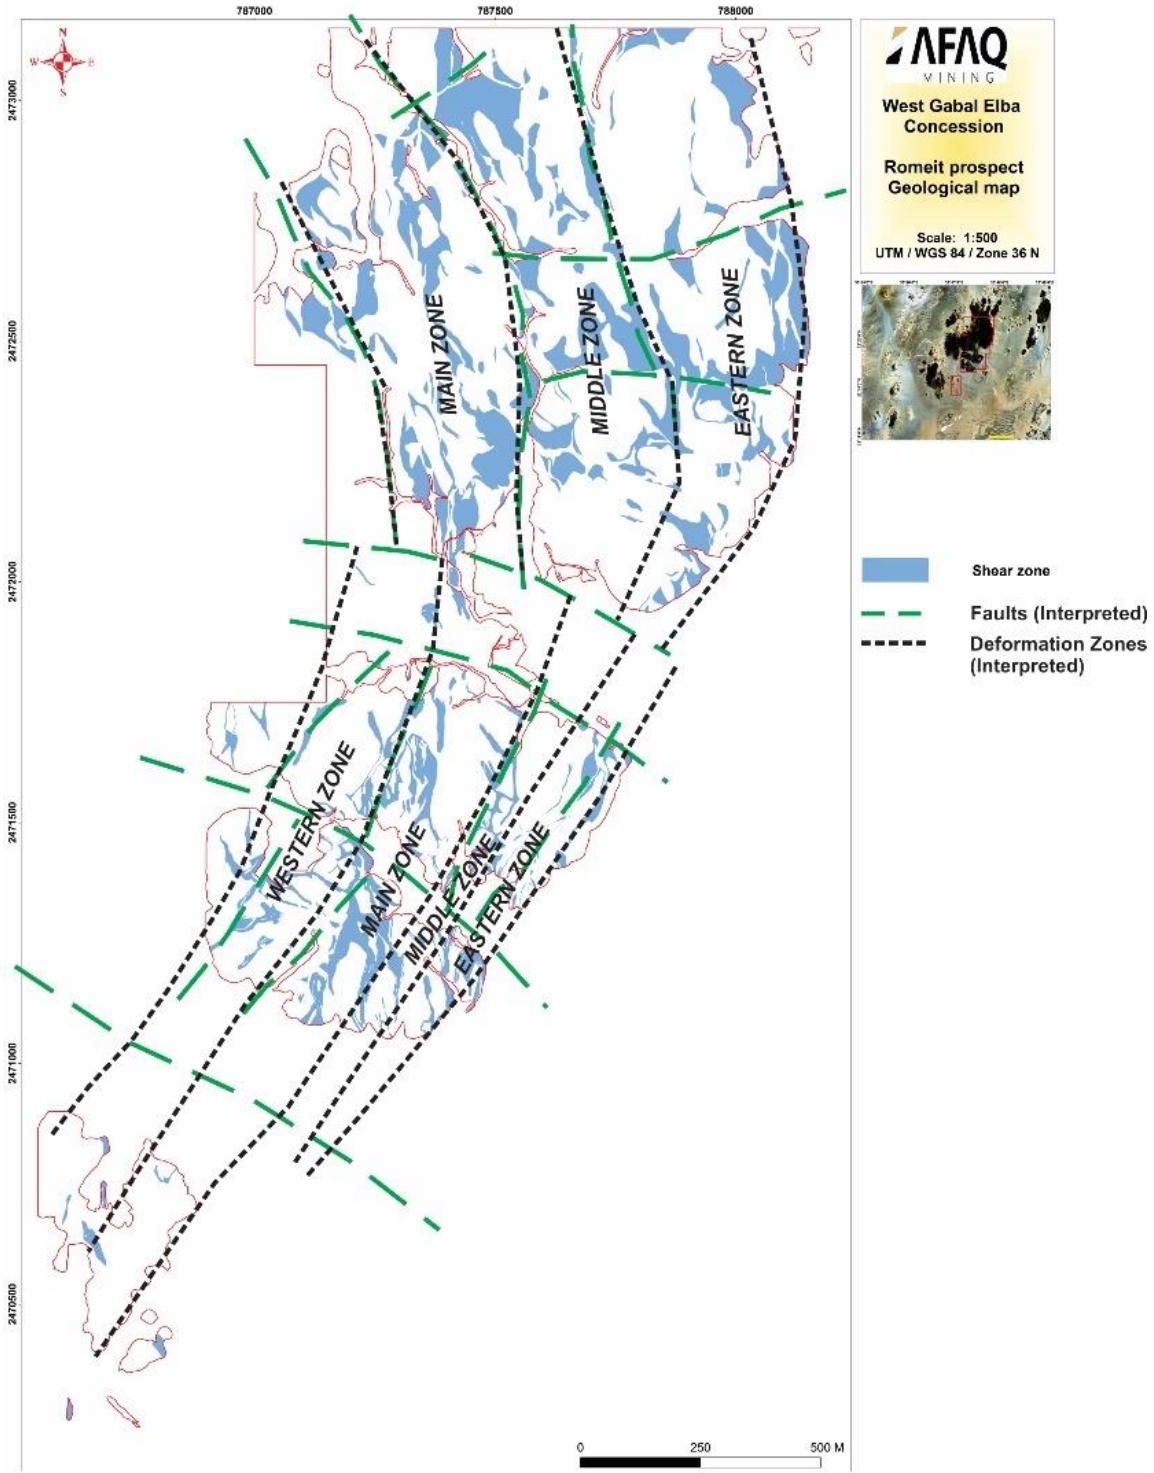 787000 787500 788000
N
W E
S
2473000
2472500
2472000
2471500
2471000
2470500
MAIN ZONE
MIDDLE ZONE
EASTERN ZONE
WESTERN ZONE
MAIN ZONE
MIDDLE ZONE
EASTERN ZONE
0 250 500 M
AFAQ
MINING
West Gabal Elba
Concession
Romeit prospect
Geological map
Scale: 1:500
UTM / WGS 84 / Zone 36 N
Shear zone
Faults (Interpreted)
Deformation Zones
(Interpreted)